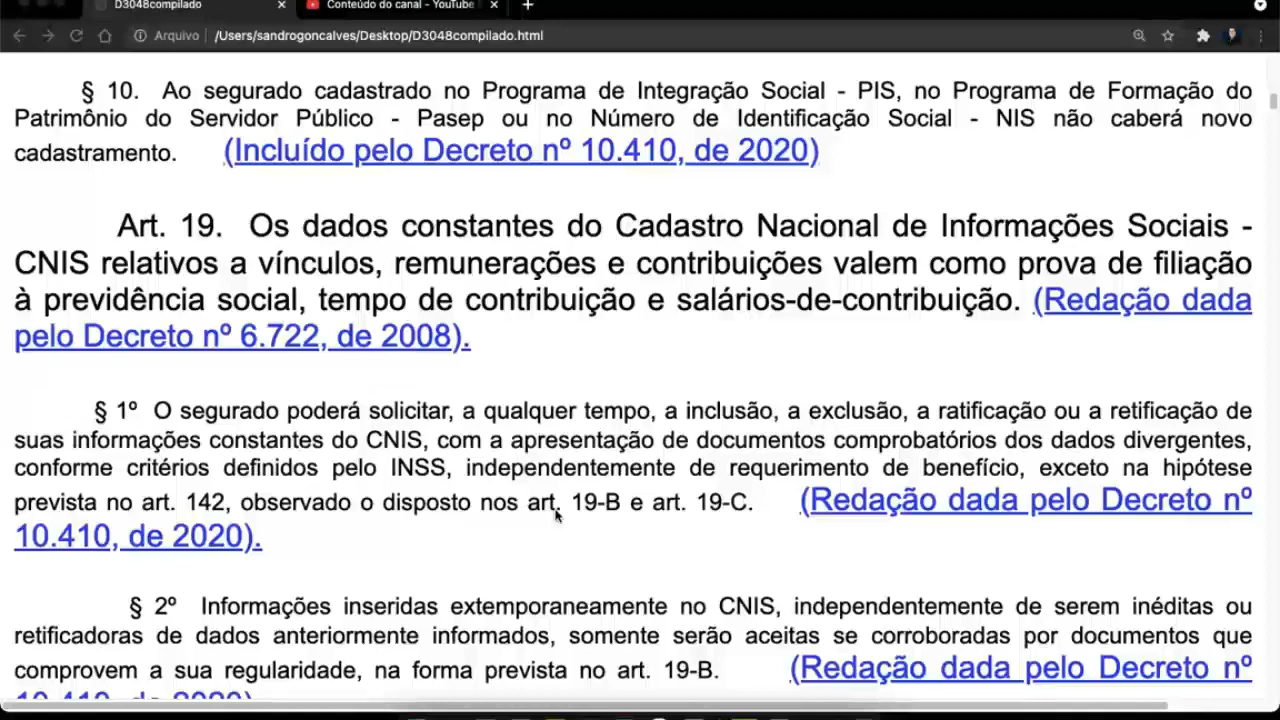 D3048compilado
Conteúdo do canal - YouTube
Arquivo
/Users/sandrogoncalves/Desktop/D3048compilado.html
§ 10. Ao segurado cadastrado no Programa de Integração Social - PIS, no Programa de Formação do
Patrimônio do Servidor Público - Pasep ou no Número de Identificação Social - NIS não caberá novo
cadastramento. (Incluído pelo Decreto nº 10.410, de 2020)
Art. 19. Os dados constantes do Cadastro Nacional de Informações Sociais -
CNIS relativos a vínculos, remunerações e contribuições valem como prova de filiação
à previdência social, tempo de contribuição e salários-de-contribuição. (Redação dada
pelo Decreto nº 6.722, de 2008).
§ 1º O segurado poderá solicitar, a qualquer tempo, a inclusão, a exclusão, a ratificação ou a retificação de
suas informações constantes do CNIS, com a apresentação de documentos comprobatórios dos dados divergentes,
conforme critérios definidos pelo INSS, independentemente de requerimento de benefício, exceto na hipótese
prevista no art. 142, observado o disposto nos art. 19-B e art. 19-C. (Redação dada pelo Decreto nº
10.410, de 2020).
§ 2º Informações inseridas extemporaneamente no CNIS, independentemente de serem inéditas ou
retificadoras de dados anteriormente informados, somente serão aceitas se corroboradas por documentos que
comprovem a sua regularidade, na forma prevista no art. 19-B. (Redação dada pelo Decreto nº
10.410, de 2020)